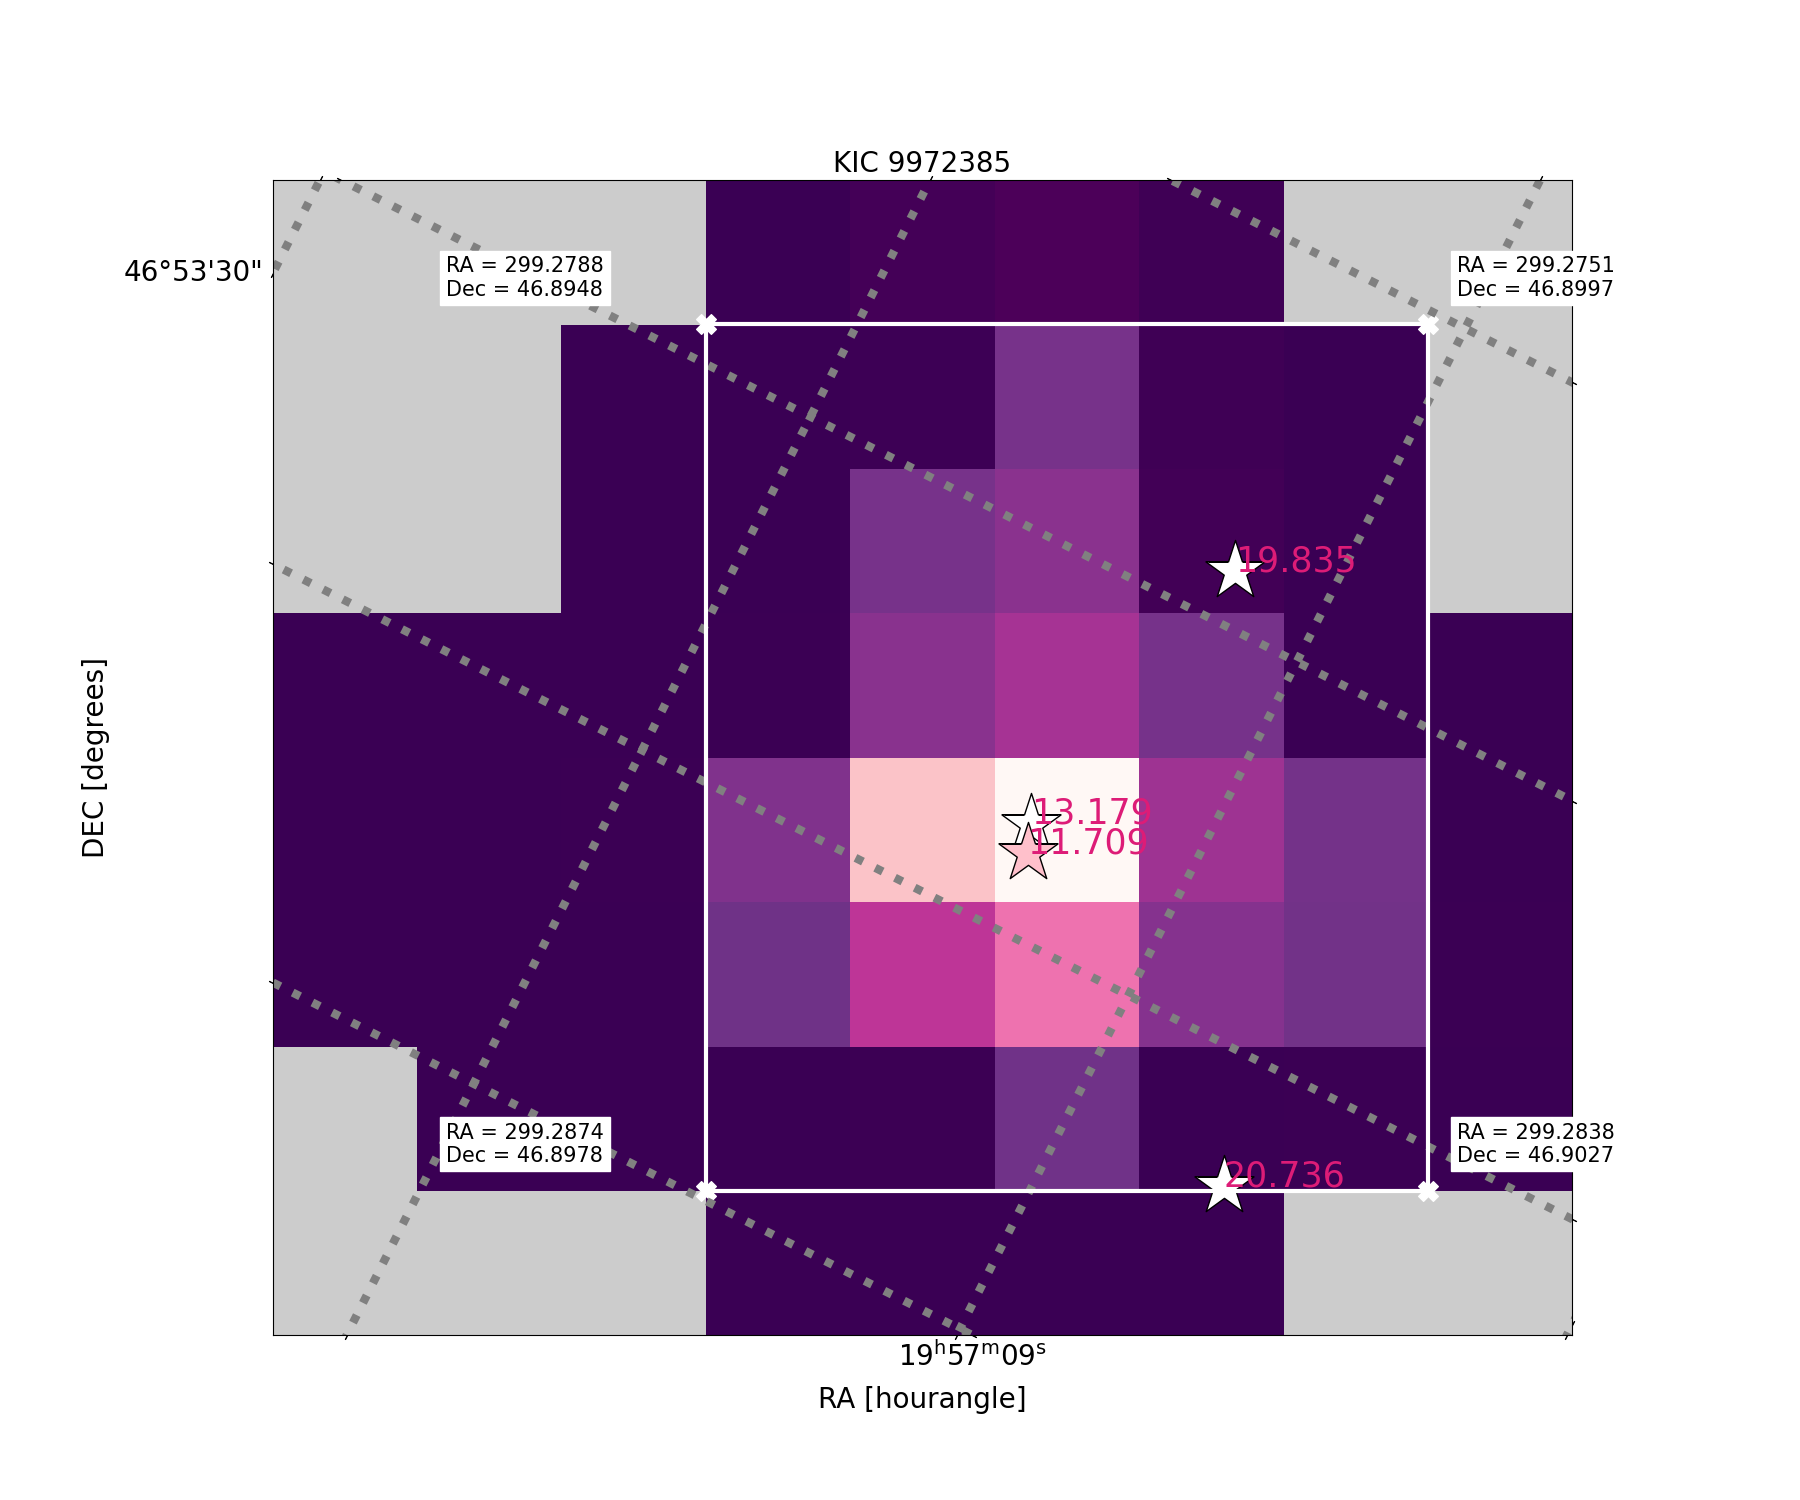 KIC 9972385
46°53'30"
RA = 299.2788
Dec = 46.8948
RA = 299.2751
Dec = 46.8997
19.835
DEC [degrees]
13.179
11.709
RA = 299.2874
Dec = 46.8978
RA = 299.2838
Dec = 46.9027
20.736
19ʰ57ᵐ09ˢ
RA [hourangle]